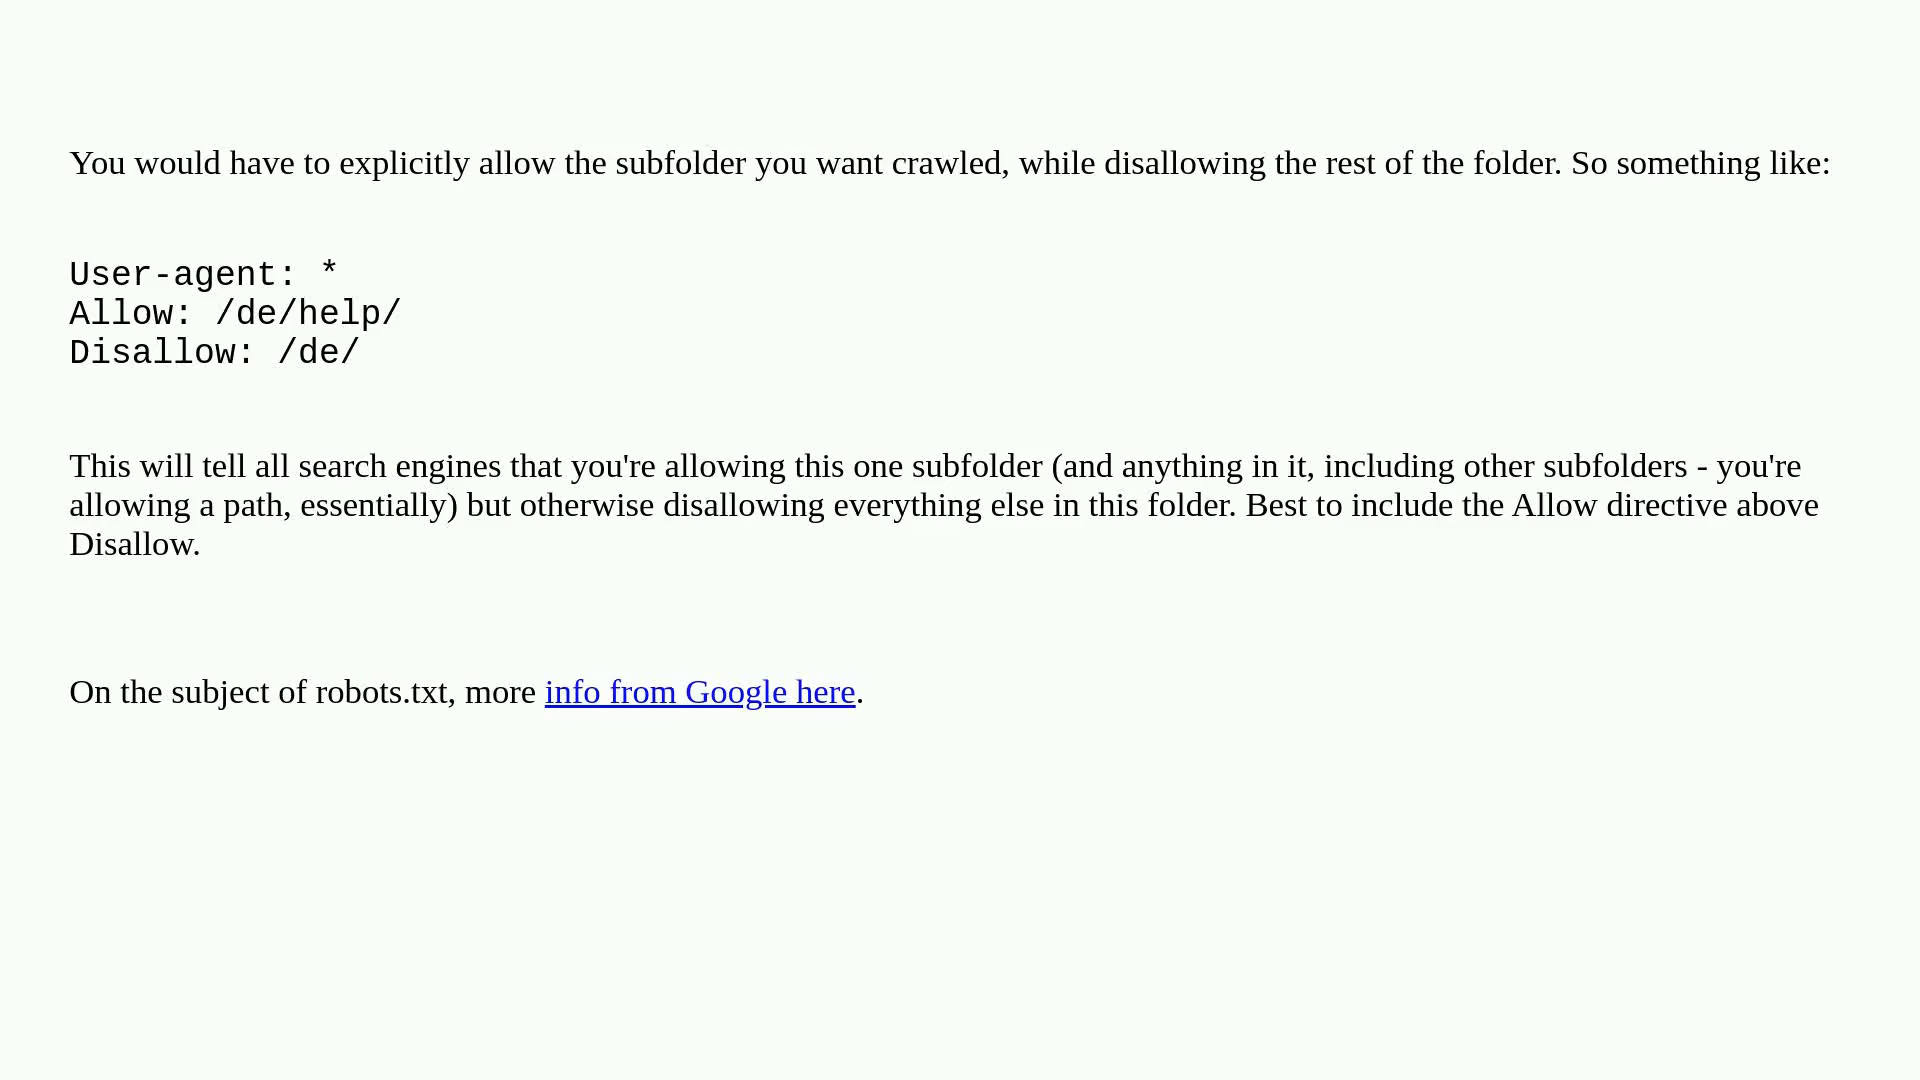 You would have to explicitly allow the subfolder you want crawled, while disallowing the rest of the folder. So something like:
User-agent: *
Allow: /de/help/
Disallow: /de/
This will tell all search engines that you're allowing this one subfolder (and anything in it, including other subfolders - you're
allowing a path, essentially) but otherwise disallowing everything else in this folder. Best to include the Allow directive above
Disallow.
On the subject of robots.txt, more info from Google here.